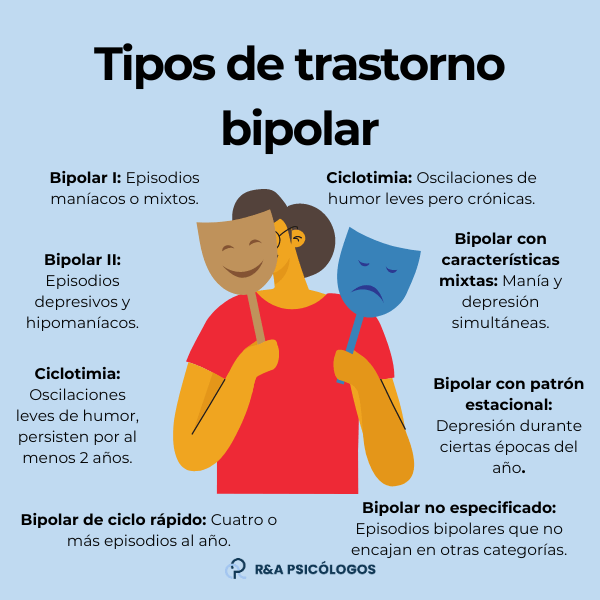 Tipos de trastorno
bipolar
Bipolar I: Episodios
maníacos o mixtos.
Bipolar II:
Episodios
depresivos y
hipomaníacos.
Ciclotimia:
Oscilaciones
leves de humor,
persisten por al
menos 2 años.
Bipolar de ciclo rápido: Cuatro o
más episodios al año.
Ciclotimia: Oscilaciones de
humor leves pero crónicas.
Bipolar con
características
mixtas: Manía y
depresión
simultáneas.
Bipolar con patrón
estacional:
Depresión durante
ciertas épocas del
año.
Bipolar no especificado:
Episodios bipolares que no
encajan en otras categorías.
R&A PSICÓLOGOS